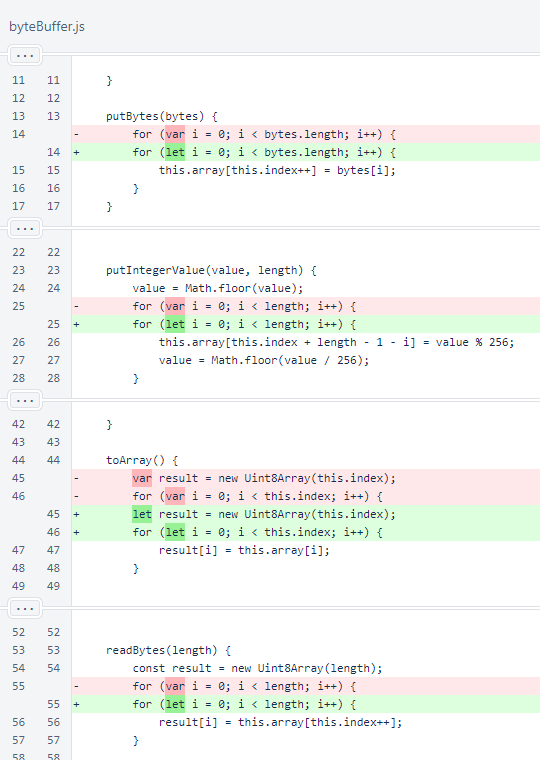 byteBuffer.js
...
11 11 }
12 12
13 13 putBytes(bytes) {
14 - for (var i = 0; i < bytes.length; i++) {
14 + for (let i = 0; i < bytes.length; i++) {
15 15 this.array[this.index++] = bytes[i];
16 16 }
17 17 }
...
22 22
23 23 putIntegerValue(value, length) {
24 24 value = Math.floor(value);
25 - for (var i = 0; i < length; i++) {
25 + for (let i = 0; i < length; i++) {
26 26 this.array[this.index + length - 1 - i] = value % 256;
27 27 value = Math.floor(value / 256);
28 28 }
...
42 42 }
43 43
44 44 toArray() {
45 - var result = new Uint8Array(this.index);
46 - for (var i = 0; i < this.index; i++) {
45 + let result = new Uint8Array(this.index);
46 + for (let i = 0; i < this.index; i++) {
47 47 result[i] = this.array[i];
48 48 }
49 49
...
52 52
53 53 readBytes(length) {
54 54 const result = new Uint8Array(length);
55 - for (var i = 0; i < length; i++) {
55 + for (let i = 0; i < length; i++) {
56 56 result[i] = this.array[this.index++];
57 57 }
58 58